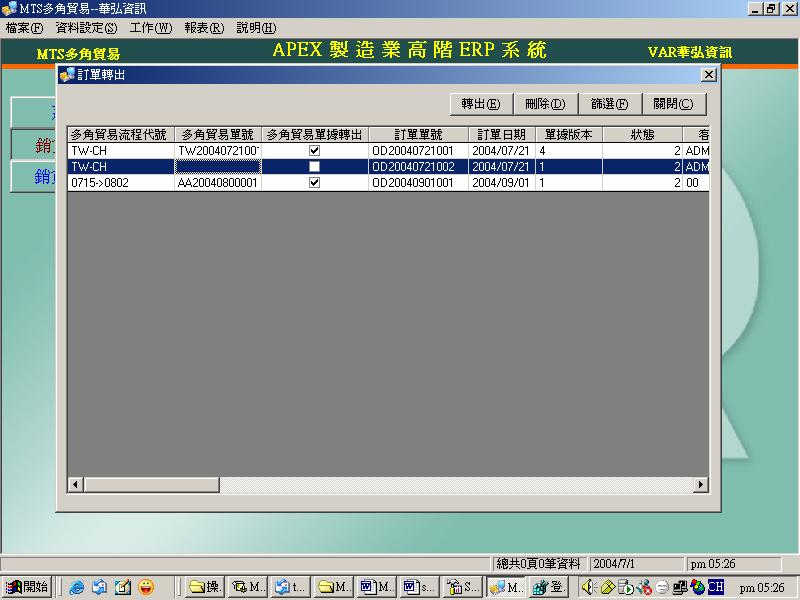 MTS多角貿易--華弘資訊
檔案(F) 資料設定(S) 工作(W) 報表(R) 說明(H)
MTS多角貿易 APEX 製 造 業 高 階 ERP 系 統 VAR華弘資訊
訂單轉出
轉出(E) 刪除(D) 篩選(F) 關閉(C)
多角貿易流程代號 多角貿易單號 多角貿易單據轉出 訂單單號 訂單日期 單據版本 狀態 客
TW-CH TW2004072100 OD20040721001 2004/07/21 4 2 ADM
TW-CH OD20040721002 2004/07/21 1 2 ADM
0715->0802 AA20040800001 OD20040901001 2004/09/01 1 2 00
銷
銷
總共0頁0筆資料 2004/7/1 pm 05:26
開始 操. M.. t... M... M... s... S... M.. 登. CH pm 05:26